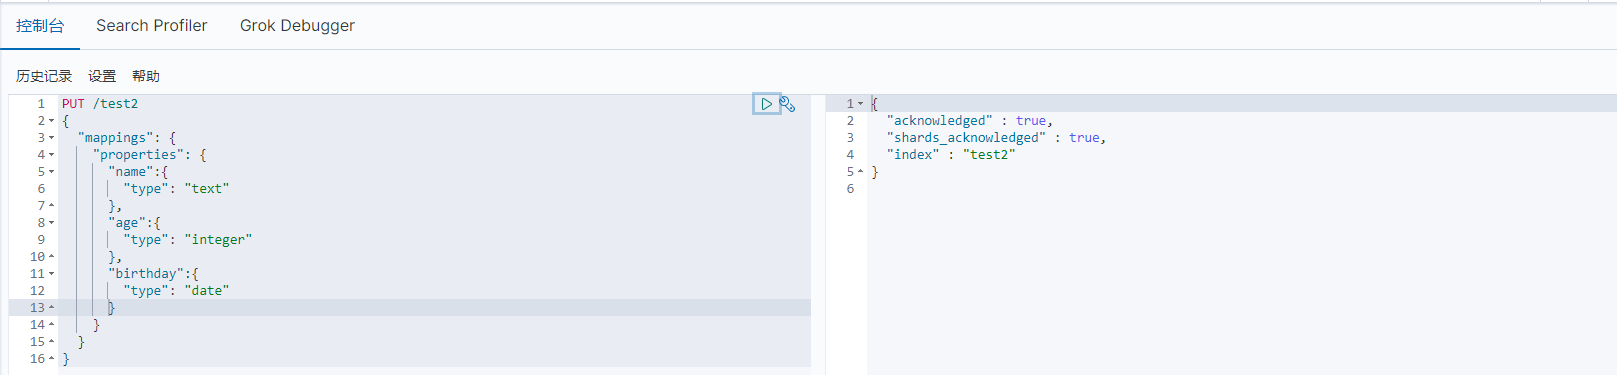 控制台 Search Profiler Grok Debugger
历史记录 设置 帮助
1 PUT /test2
2 {
3 "mappings": {
4 "properties": {
5 "name":{
6 "type": "text"
7 },
8 "age":{
9 "type": "integer"
10 },
11 "birthday":{
12 "type": "date"
13 }
14 }
15 }
16 }
1 {
2 "acknowledged" : true,
3 "shards_acknowledged" : true,
4 "index" : "test2"
5 }
6